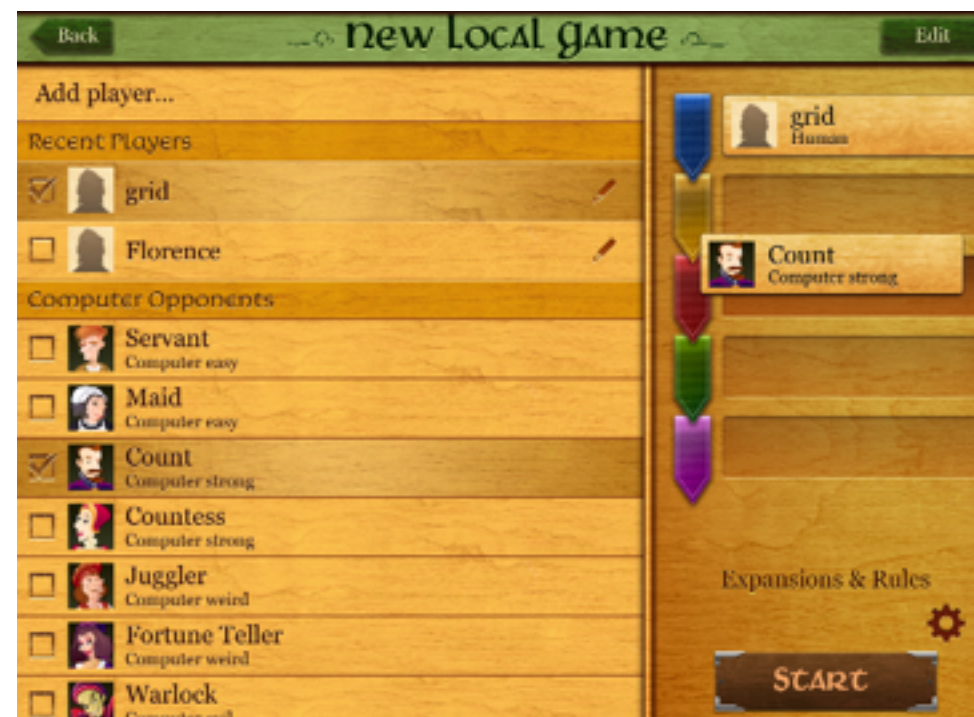 Back
New Local Game
Edit
Add player...
Recent Players
grid
Florence
Computer Opponents
Servant
Computer easy
Maid
Computer easy
Count
Computer strong
Countess
Computer strong
Juggler
Computer weird
Fortune Teller
Computer weird
Warlock
Computer evil
grid
Human
Count
Computer strong
Expansions & Rules
Start